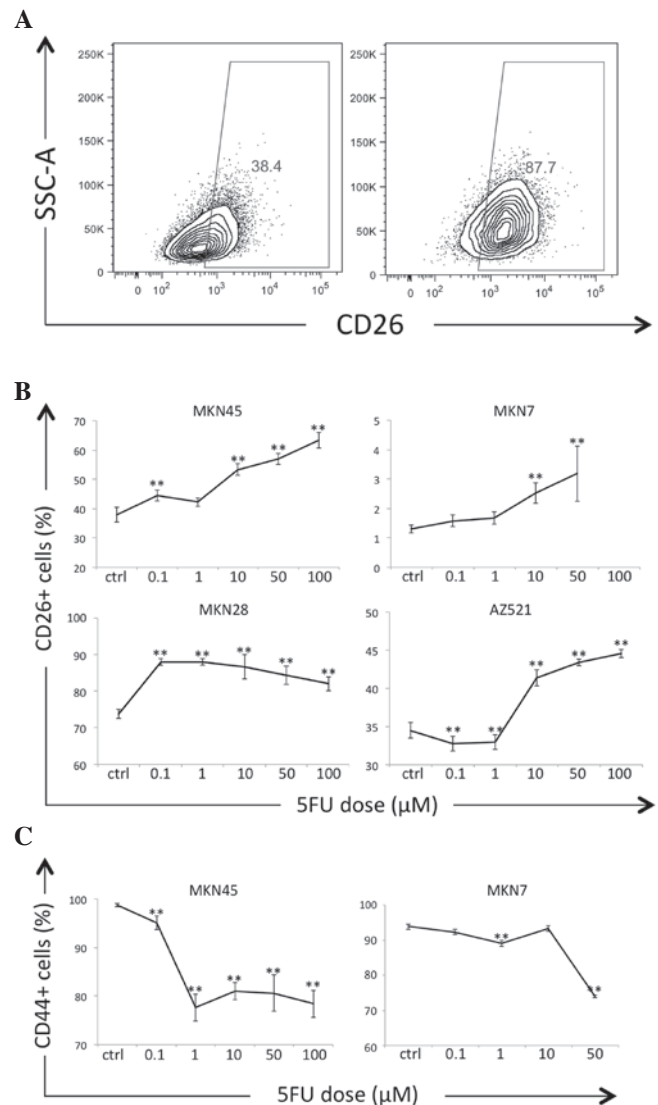 A
SSC-A
250K
200K
150K
100K
50K
0
38.4
0 10² 10³ 10⁴ 10⁵
250K
200K
150K
100K
50K
0
87.7
0 10² 10³ 10⁴ 10⁵
CD26
B
CD26+ cells (%)
MKN45
70
60
50
40
30
20
** ** ** **
ctrl 0.1 1 10 50 100
MKN7
5
4
3
2
1
0
** **
ctrl 0.1 1 10 50 100
MKN28
100
90
80
70
60
** ** ** ** **
ctrl 0.1 1 10 50 100
AZ521
50
45
40
35
30
** ** ** ** **
ctrl 0.1 1 10 50 100
5FU dose (μM)
C
CD44+ cells (%)
MKN45
100
90
80
70
** ** ** ** **
ctrl 0.1 1 10 50 100
MKN7
100
90
80
70
60
** **
ctrl 0.1 1 10 50
5FU dose (μM)